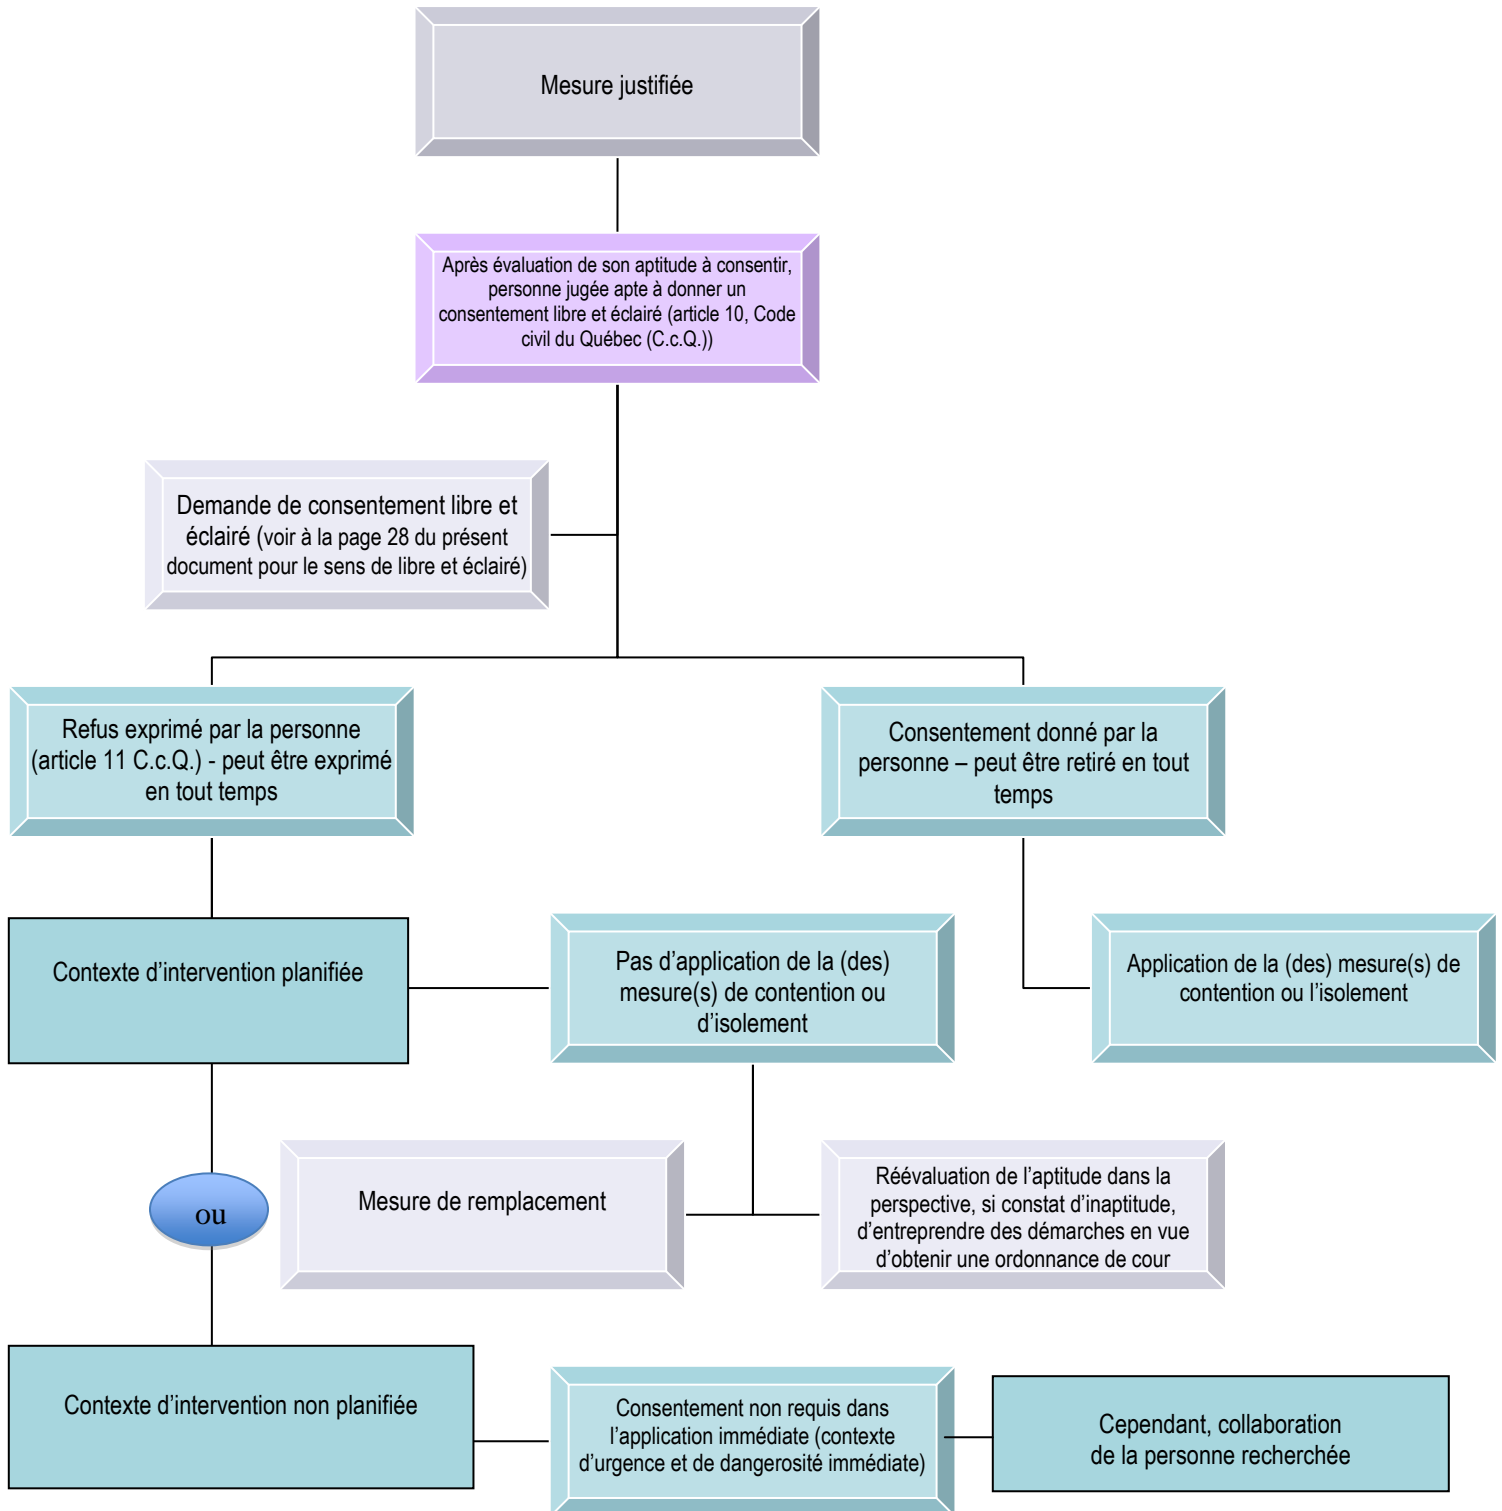 Mesure justifiée
Après évaluation de son aptitude à consentir,
personne jugée apte à donner un
consentement libre et éclairé (article 10, Code
civil du Québec (C.c.Q.))
Demande de consentement libre et
éclairé (voir à la page 28 du présent
document pour le sens de libre et éclairé)
Refus exprimé par la personne
(article 11 C.c.Q.) - peut être exprimé
en tout temps
Consentement donné par la
personne – peut être retiré en tout
temps
Contexte d’intervention planifiée
Pas d’application de la (des)
mesure(s) de contention ou
d’isolement
Application de la (des) mesure(s) de
contention ou l’isolement
Mesure de remplacement
Réévaluation de l’aptitude dans la
perspective, si constat d’inaptitude,
d’entreprendre des démarches en vue
d’obtenir une ordonnance de cour
ou
Contexte d’intervention non planifiée
Consentement non requis dans
l’application immédiate (contexte
d’urgence et de dangerosité immédiate)
Cependant, collaboration
de la personne recherchée